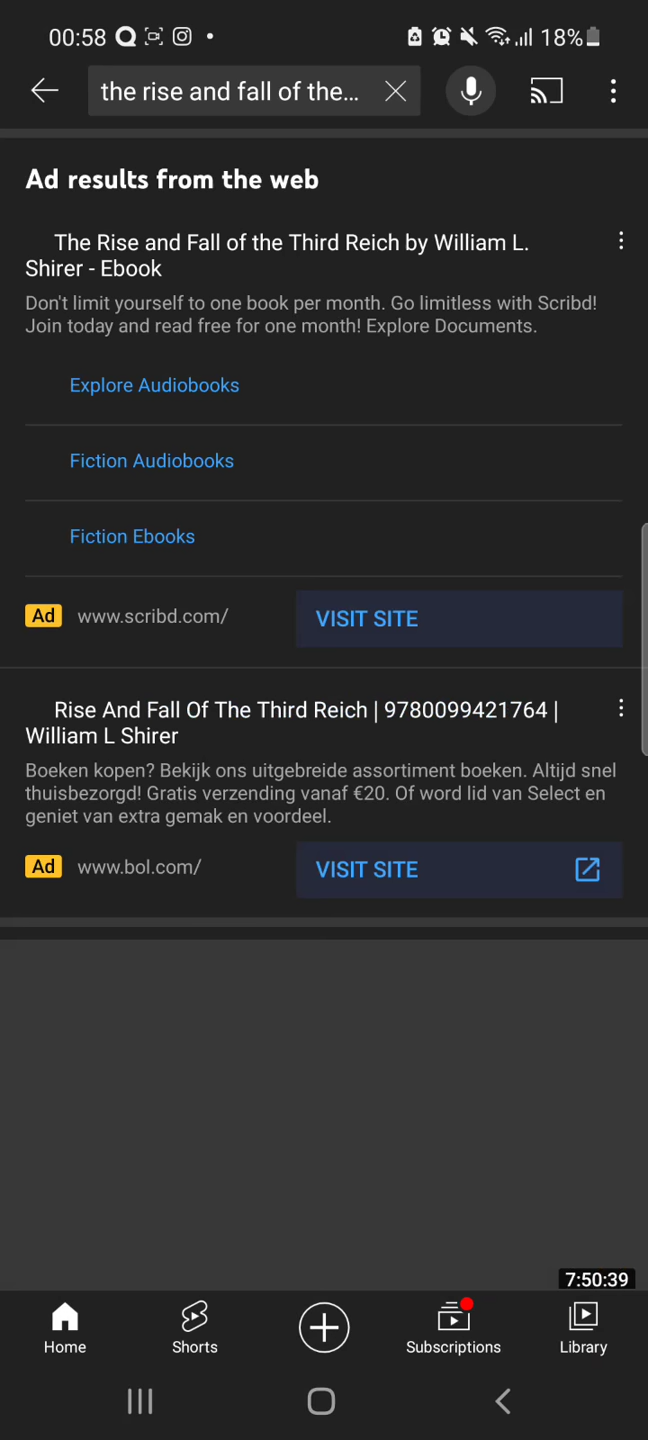 00:58
18%
the rise and fall of the...
Ad results from the web
The Rise and Fall of the Third Reich by William L.
Shirer - Ebook
Don't limit yourself to one book per month. Go limitless with Scribd!
Join today and read free for one month! Explore Documents.
Explore Audiobooks
Fiction Audiobooks
Fiction Ebooks
Ad www.scribd.com/ VISIT SITE
Rise And Fall Of The Third Reich | 9780099421764 |
William L Shirer
Boeken kopen? Bekijk ons uitgebreide assortiment boeken. Altijd snel
thuisbezorgd! Gratis verzending vanaf €20. Of word lid van Select en
geniet van extra gemak en voordeel.
Ad www.bol.com/ VISIT SITE
7:50:39
Home Shorts Subscriptions Library